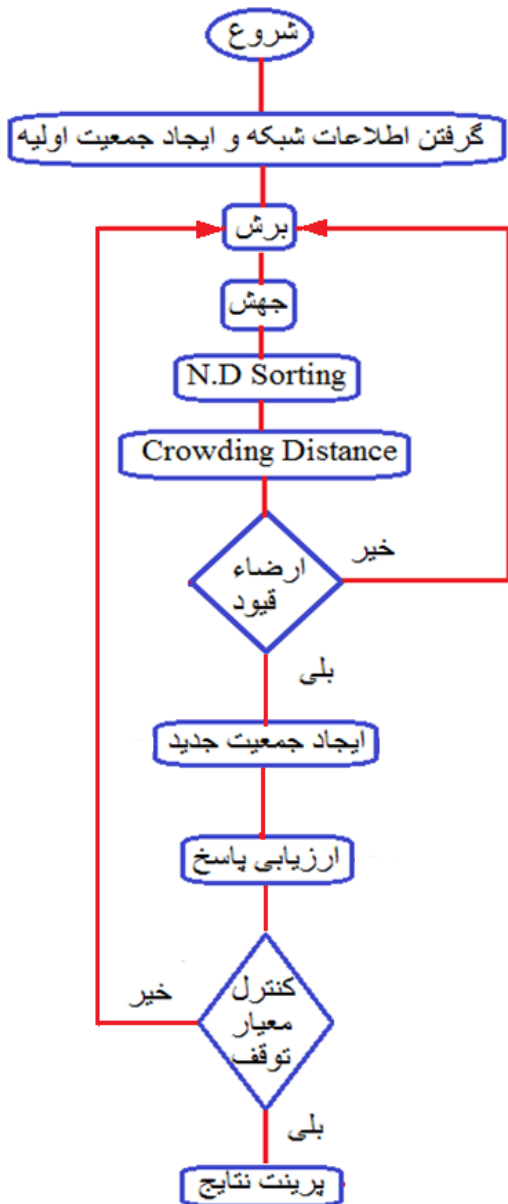 شروع
گرفتن اطلاعات شبکه و ایجاد جمعیت اولیه
برش
جهش
N.D Sorting
Crowding Distance
ارضاء
قیود
خیر
بلی
ایجاد جمعیت جدید
ارزیابی پاسخ
کنترل
معیار
توقف
خیر
بلی
پرینت نتایج